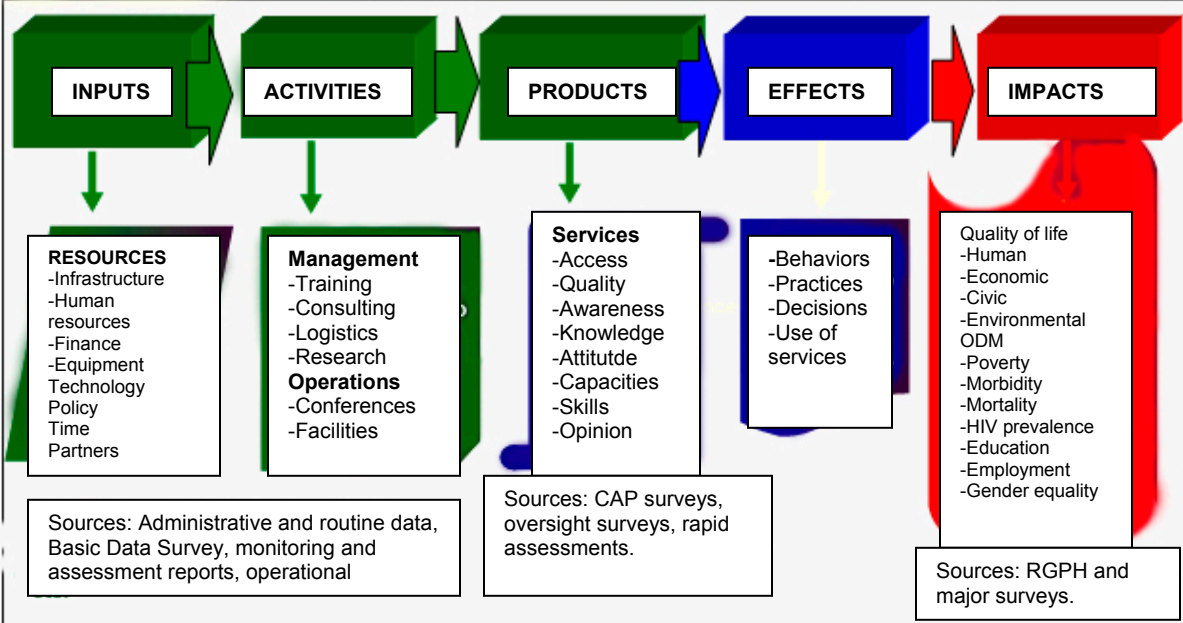 INPUTS
ACTIVITIES
PRODUCTS
EFFECTS
IMPACTS
RESOURCES
-Infrastructure
-Human
resources
-Finance
-Equipment
Technology
Policy
Time
Partners
Management
-Training
-Consulting
-Logistics
-Research
Operations
-Conferences
-Facilities
Services
-Access
-Quality
-Awareness
-Knowledge
-Attitutde
-Capacities
-Skills
-Opinion
-Behaviors
-Practices
-Decisions
-Use of
services
Quality of life
-Human
-Economic
-Civic
-Environmental
ODM
-Poverty
-Morbidity
-Mortality
-HIV prevalence
-Education
-Employment
-Gender equality
Sources: Administrative and routine data,
Basic Data Survey, monitoring and
assessment reports, operational
Sources: CAP surveys,
oversight surveys, rapid
assessments.
Sources: RGPH and
major surveys.